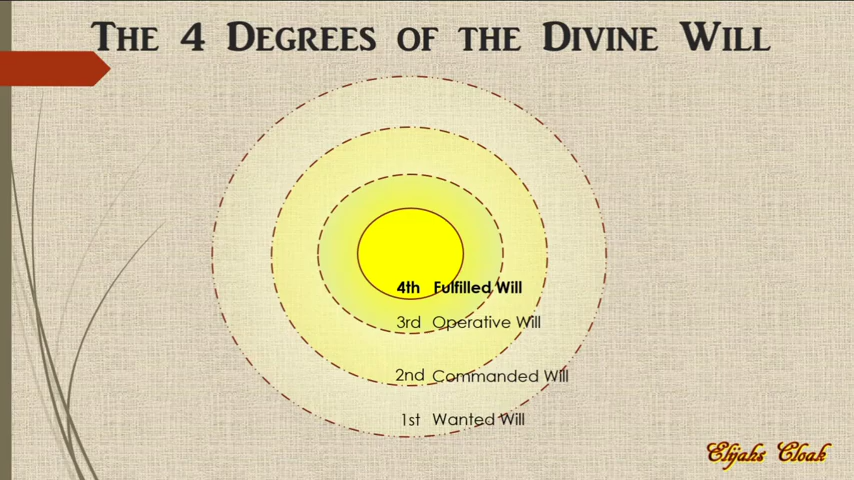 The 4 Degrees of the Divine Will
4th Fulfilled Will
3rd Operative Will
2nd Commanded Will
1st Wanted Will
Elijahs Cloak